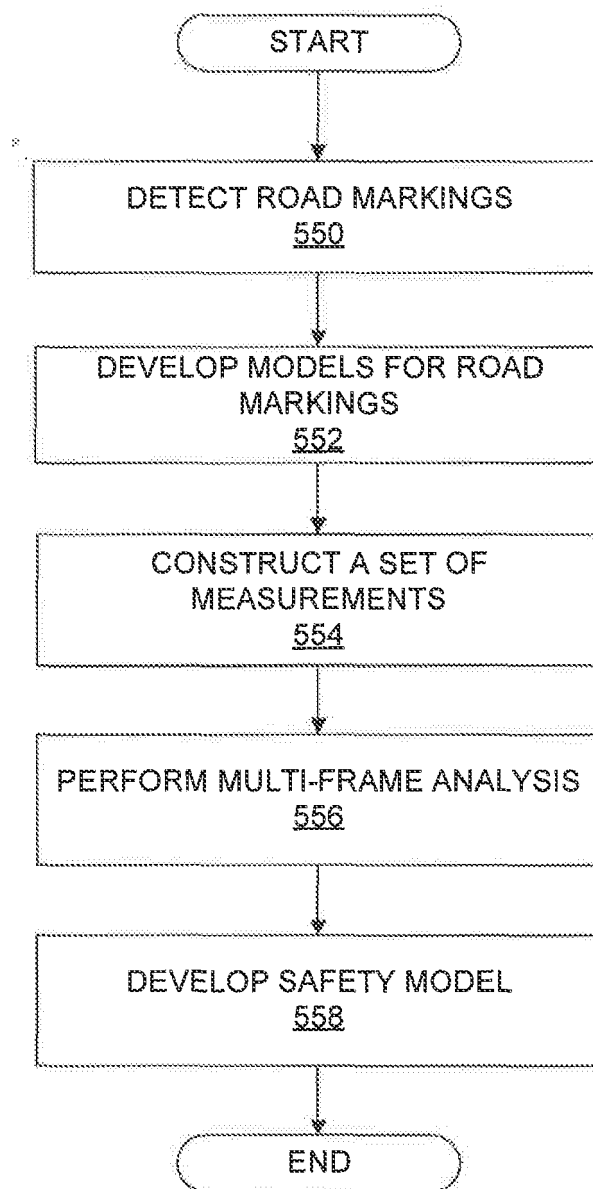 START
DETECT ROAD MARKINGS
550
DEVELOP MODELS FOR ROAD
MARKINGS
552
CONSTRUCT A SET OF
MEASUREMENTS
554
PERFORM MULTI-FRAME ANALYSIS
556
DEVELOP SAFETY MODEL
558
END